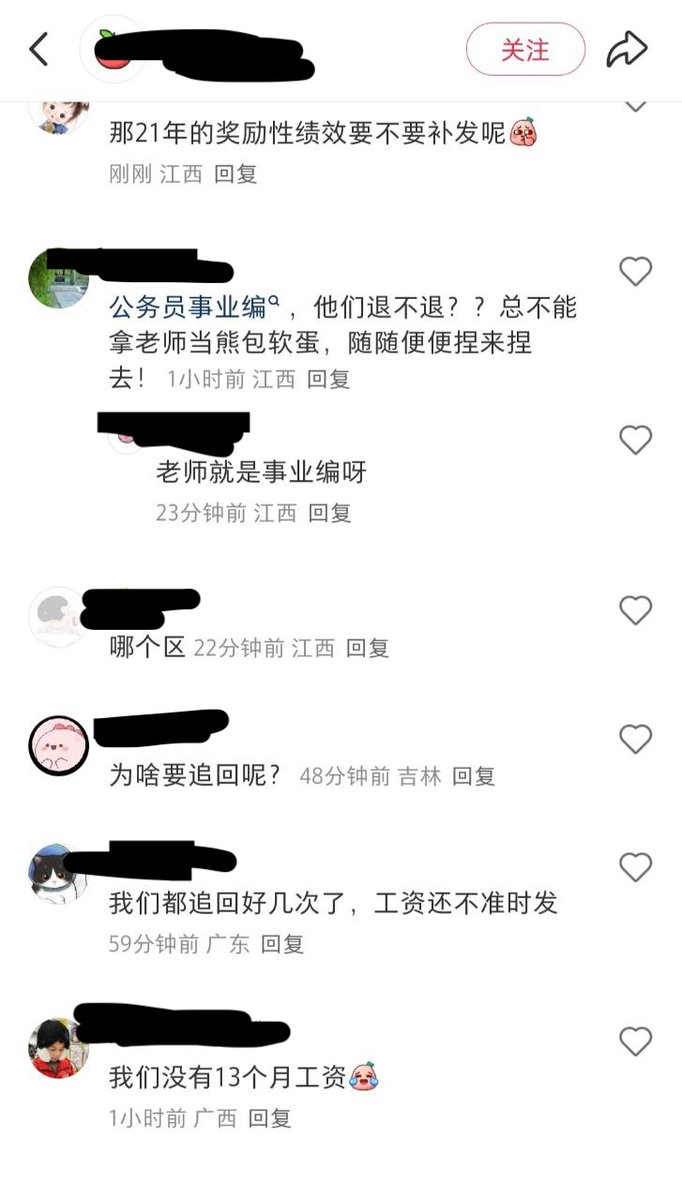 关注
那21年的奖励性绩效要不要补发呢
刚刚 江西 回复
公务员事业编，他们退不退？？总不能
拿老师当熊包软蛋，随随便便捏来捏
去！ 1小时前 江西 回复
老师就是事业编呀
23分钟前 江西 回复
哪个区 22分钟前 江西 回复
为啥要追回呢？ 48分钟前 吉林 回复
我们都追回好几次了，工资还不准时发
59分钟前 广东 回复
我们没有13个月工资
1小时前 广西 回复